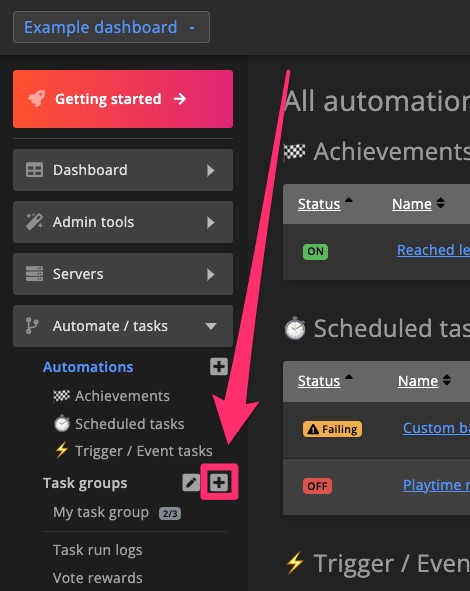 Example dashboard
Getting started
All automation
Dashboard
Achievements
Status Name
Admin tools
ON Reached le
Servers
Automate / tasks
Scheduled tas
Automations
Status Name
Achievements
Scheduled tasks
Failing Custom ba
Trigger / Event tasks
Task groups
OFF Playtime r
My task group 2/3
Task run logs
Trigger / Even
Vote rewards